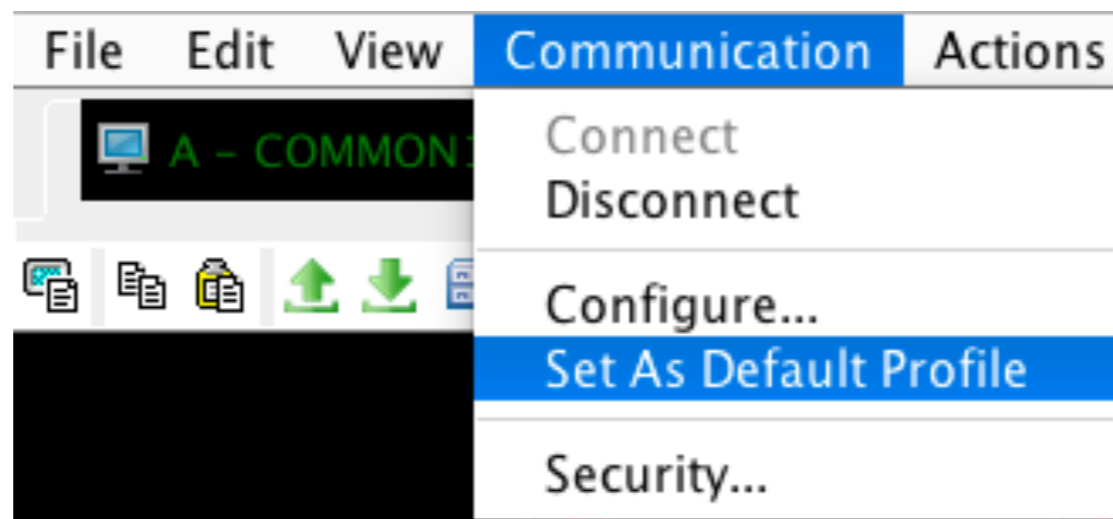 File Edit View Communication Actions
A - COMMON
Connect
Disconnect
Configure...
Set As Default Profile
Security...